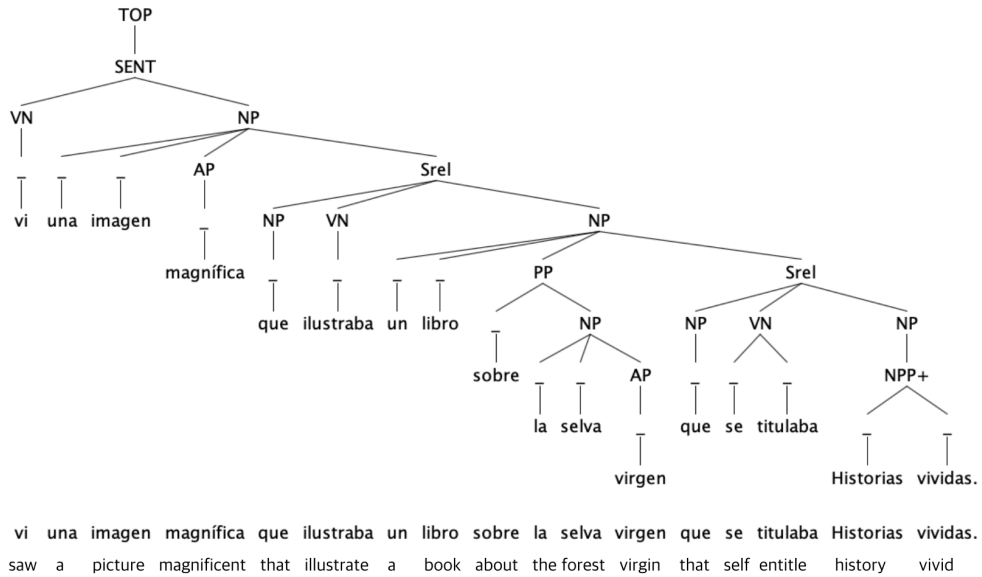 TOP
SENT
VN NP
AP Srel
vi una imagen NP VN NP
magnífica PP Srel
que ilustraba un libro NP NP VN NP
sobre AP NPP+
la selva que se titulaba
virgen Historias vividas.
vi una imagen magnífica que ilustraba un libro sobre la selva virgen que se titulaba Historias vividas.
saw a picture magnificent that illustrate a book about the forest virgin that self entitle history vivid